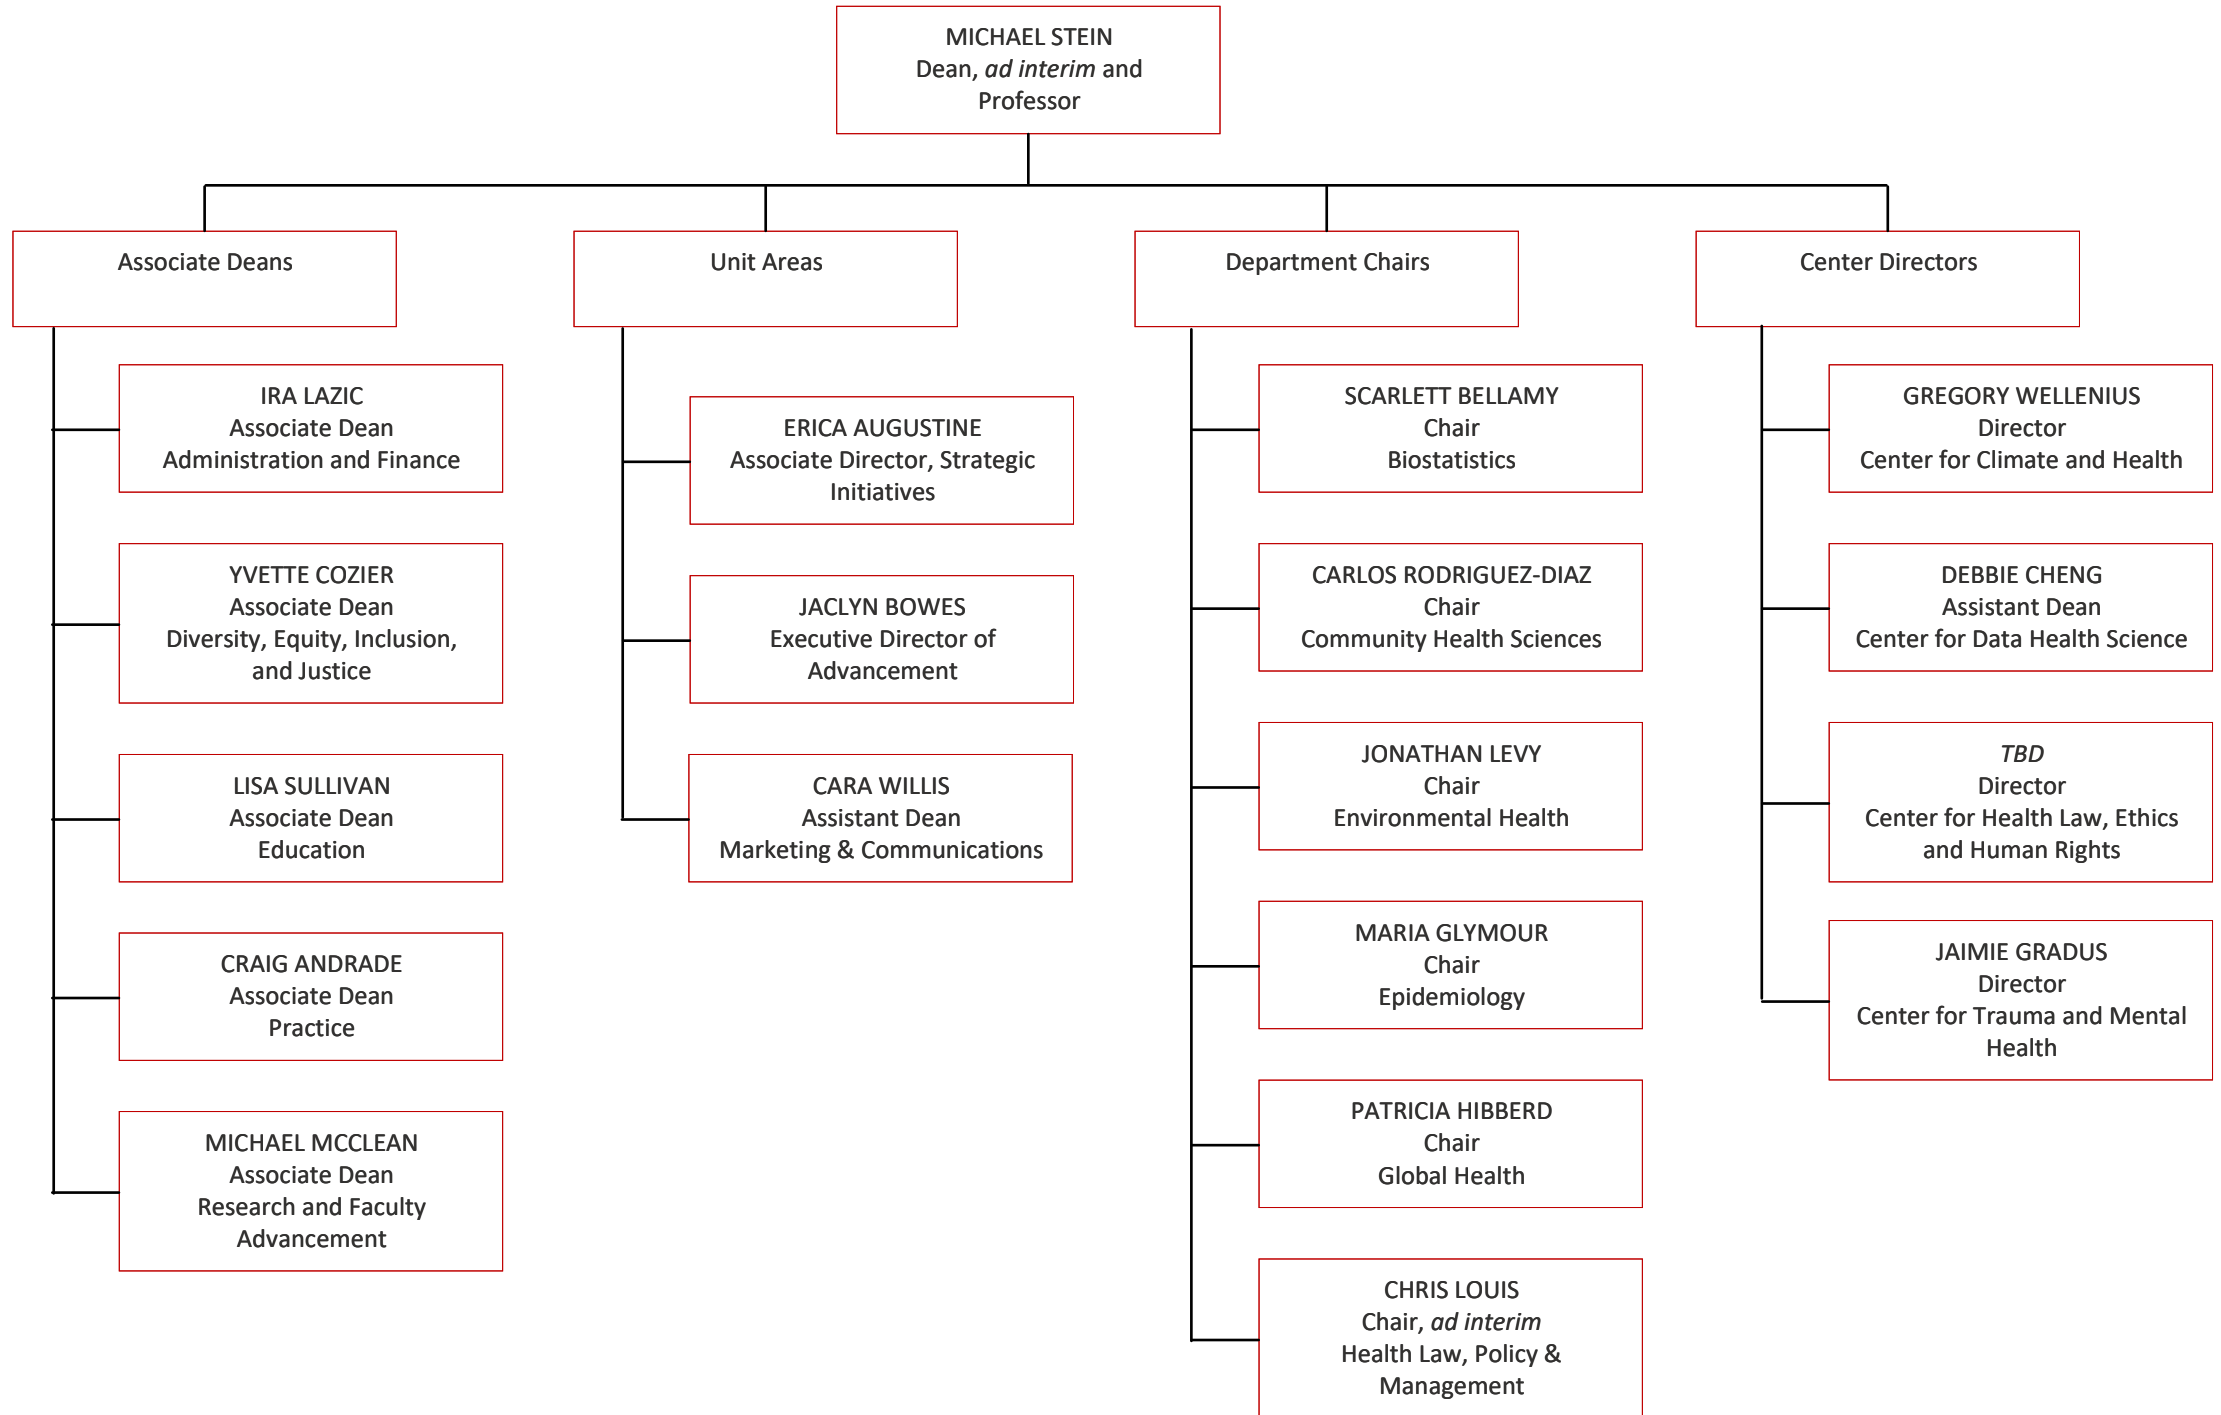 MICHAEL STEIN
Dean, ad interim and
Professor
Associate Deans
Unit Areas
Department Chairs
Center Directors
IRA LAZIC
Associate Dean
Administration and Finance
YVETTE COZIER
Associate Dean
Diversity, Equity, Inclusion,
and Justice
LISA SULLIVAN
Associate Dean
Education
CRAIG ANDRADE
Associate Dean
Practice
MICHAEL MCCLEAN
Associate Dean
Research and Faculty
Advancement
ERICA AUGUSTINE
Associate Director, Strategic
Initiatives
JACLYN BOWES
Executive Director of
Advancement
CARA WILLIS
Assistant Dean
Marketing & Communications
SCARLETT BELLAMY
Chair
Biostatistics
CARLOS RODRIGUEZ-DIAZ
Chair
Community Health Sciences
JONATHAN LEVY
Chair
Environmental Health
MARIA GLYMOUR
Chair
Epidemiology
PATRICIA HIBBERD
Chair
Global Health
CHRIS LOUIS
Chair, ad interim
Health Law, Policy &
Management
GREGORY WELLENIUS
Director
Center for Climate and Health
DEBBIE CHENG
Assistant Dean
Center for Data Health Science
TBD
Director
Center for Health Law, Ethics
and Human Rights
JAIMIE GRADUS
Director
Center for Trauma and Mental
Health